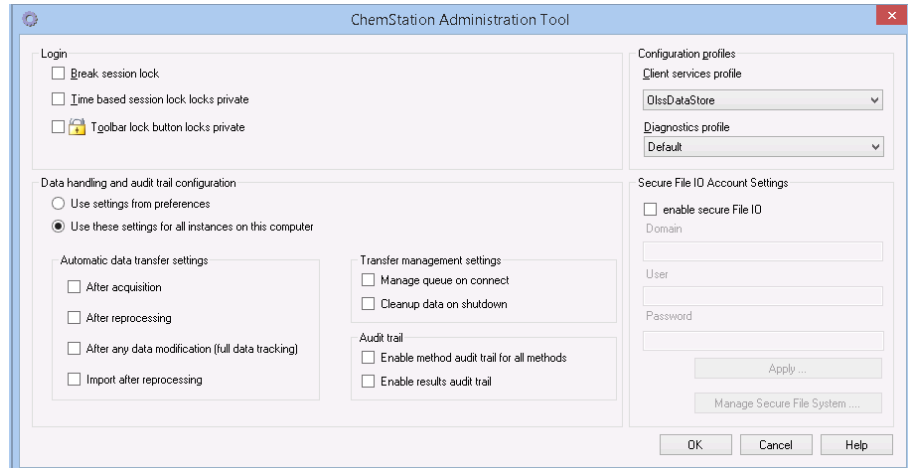 ChemStation Administration Tool
Login
Break session lock
Time based session lock locks private
Toolbar lock button locks private
Configuration profiles
Client services profile
OlssDataStore
Diagnostics profile
Default
Data handling and audit trail configuration
Use settings from preferences
Use these settings for all instances on this computer
Automatic data transfer settings
After acquisition
After reprocessing
After any data modification (full data tracking)
Import after reprocessing
Transfer management settings
Manage queue on connect
Cleanup data on shutdown
Audit trail
Enable method audit trail for all methods
Enable results audit trail
Secure File IO Account Settings
enable secure File IO
Domain
User
Password
Apply ...
Manage Secure File System ....
OK Cancel Help